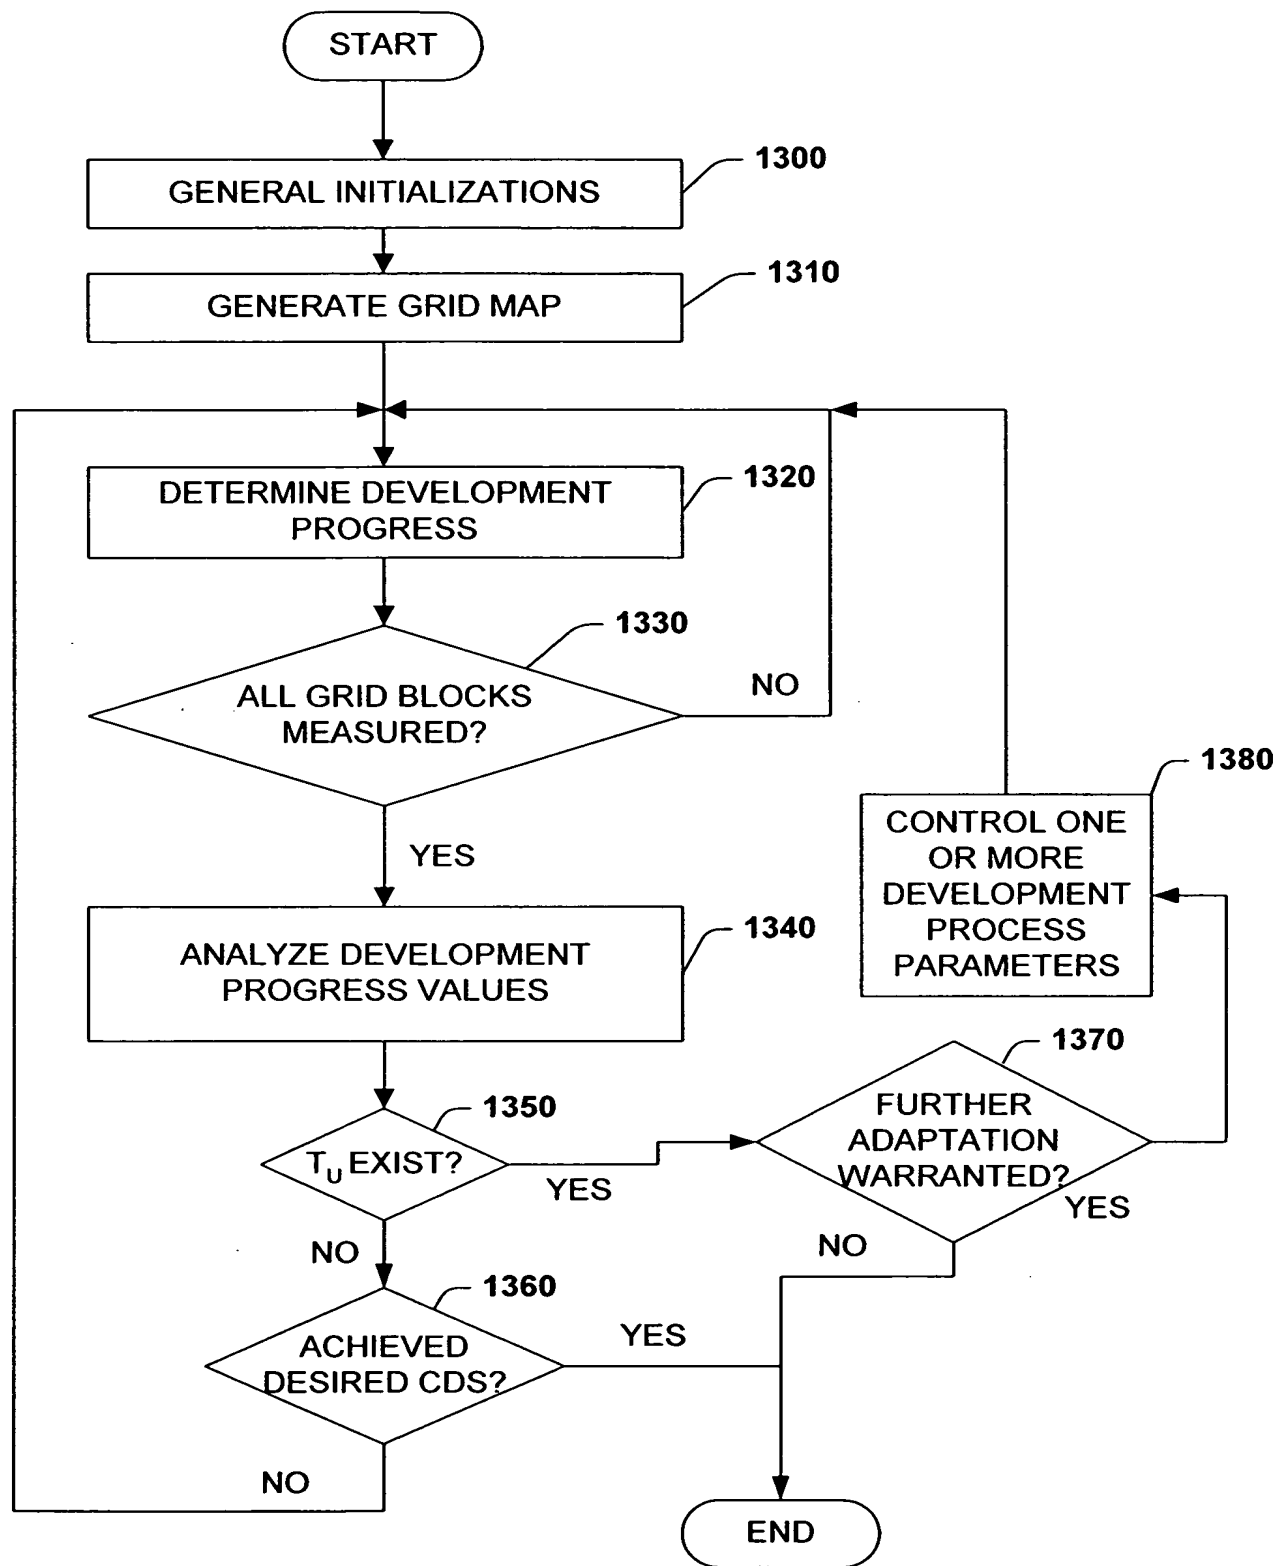 START
GENERAL INITIALIZATIONS
1300
GENERATE GRID MAP
1310
DETERMINE DEVELOPMENT
PROGRESS
1320
ALL GRID BLOCKS
MEASURED?
1330
NO
YES
ANALYZE DEVELOPMENT
PROGRESS VALUES
1340
CONTROL ONE
OR MORE
DEVELOPMENT
PROCESS
PARAMETERS
1380
TU EXIST?
1350
YES
NO
FURTHER
ADAPTATION
WARRANTED?
1370
YES
NO
ACHIEVED
DESIRED CDS?
1360
YES
NO
END